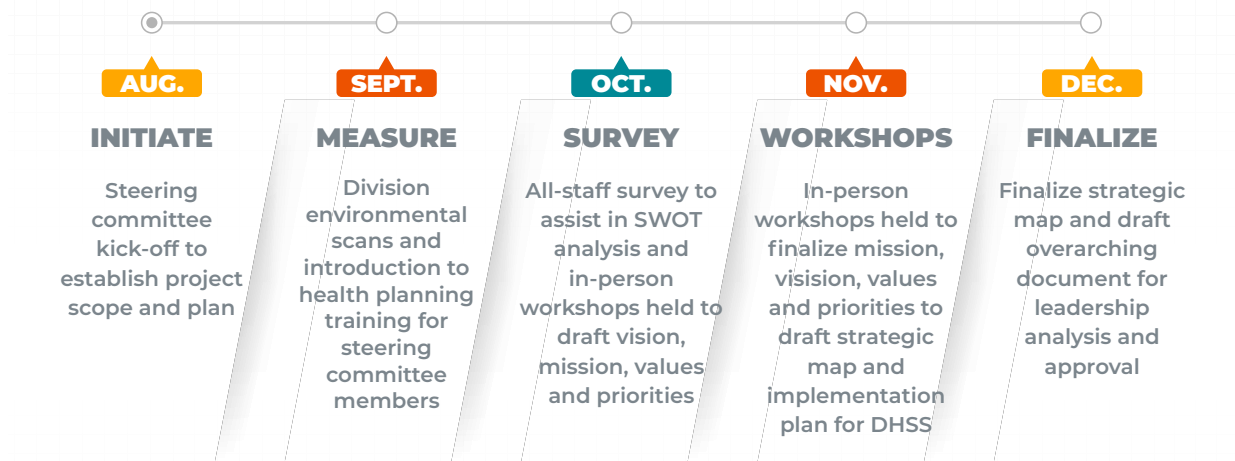 AUG.
INITIATE
Steering
committee
kick-off to
establish project
scope and plan
SEPT.
MEASURE
Division
environmental
scans and
introduction to
health planning
training for
steering
committee
members
OCT.
SURVEY
All-staff survey to
assist in SWOT
analysis and
in-person
workshops held to
draft vision,
mission, values
and priorities
NOV.
WORKSHOPS
In-person
workshops held to
finalize mission,
visision, values
and priorities to
draft strategic
map and
implementation
plan for DHSS
DEC.
FINALIZE
Finalize strategic
map and draft
overarching
document for
leadership
analysis and
approval